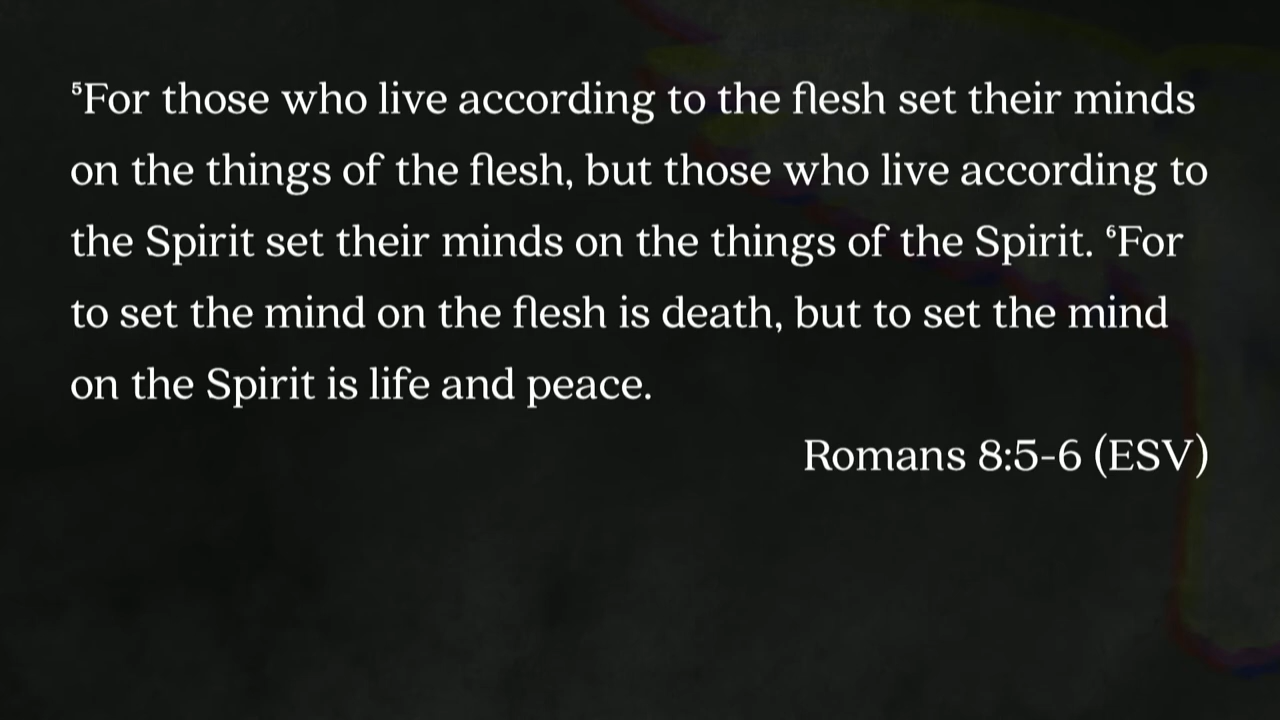 ⁵For those who live according to the flesh set their minds
on the things of the flesh, but those who live according to
the Spirit set their minds on the things of the Spirit. ⁶For
to set the mind on the flesh is death, but to set the mind
on the Spirit is life and peace.
Romans 8:5-6 (ESV)